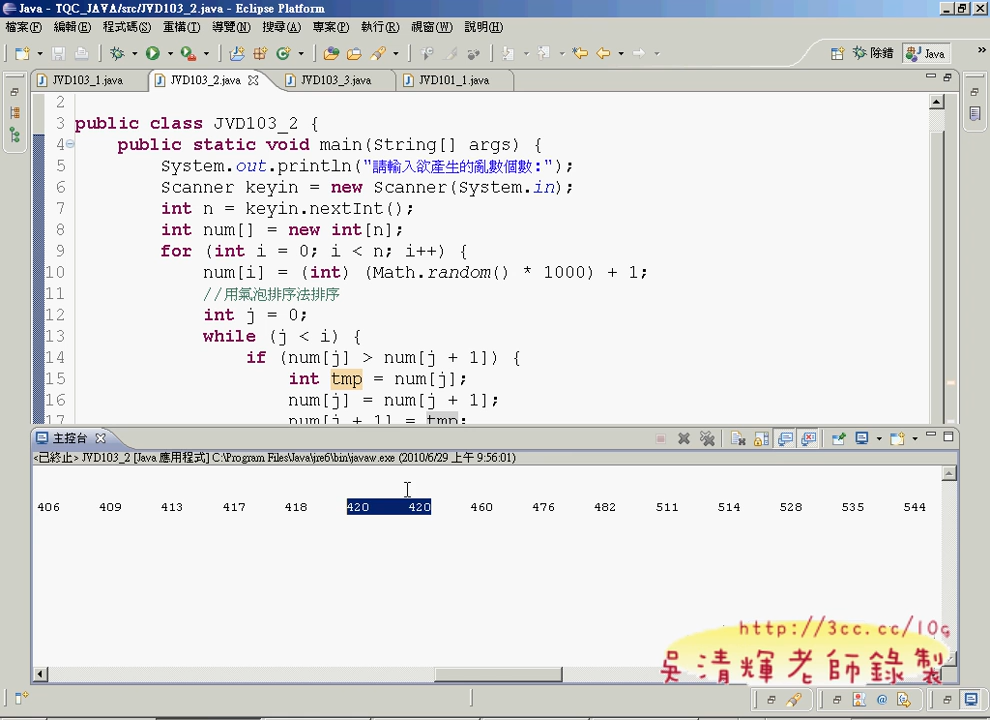 Java - TQC_JAVA/src/JVD103_2.java - Eclipse Platform
檔案(F) 編輯(E) 程式碼(S) 重構(T) 導覽(N) 搜尋(A) 專案(P) 執行(R) 視窗(W) 說明(H)
除錯 Java
JVD103_1.java JVD103_2.java JVD103_3.java JVD101_1.java
2
3 public class JVD103_2 {
4 public static void main(String[] args) {
5 System.out.println("請輸入欲產生的亂數個數:");
6 Scanner keyin = new Scanner(System.in);
7 int n = keyin.nextInt();
8 int num[] = new int[n];
9 for (int i = 0; i < n; i++) {
10 num[i] = (int) (Math.random() * 1000) + 1;
11 //用氣泡排序法排序
12 int j = 0;
13 while (j < i) {
14 if (num[j] > num[j + 1]) {
15 int tmp = num[j];
16 num[j] = num[j + 1];
17 num[j + 1] = tmp;
主控台
<已終止> JVD103_2 [Java 應用程式] C:\Program Files\Java\jre6\bin\javaw.exe (2010/6/29 上午 9:56:01)
406 409 413 417 418 420 420 460 476 482 511 514 528 535 544
http://3cc.cc/10g
吳清輝老師錄製